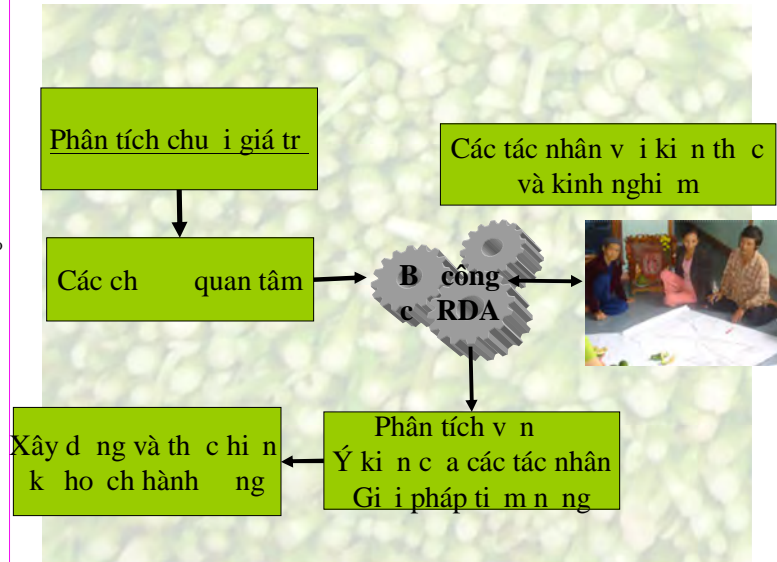 Phân tích chu i giá tr
Các tác nhân v i ki n th c
và kinh nghi m
Các ch quan tâm
B công
c RDA
Phân tích v n
Ý ki n c a các tác nhân
Gi i pháp ti m n ng
Xây d ng và th c hi n
k ho ch hành ng